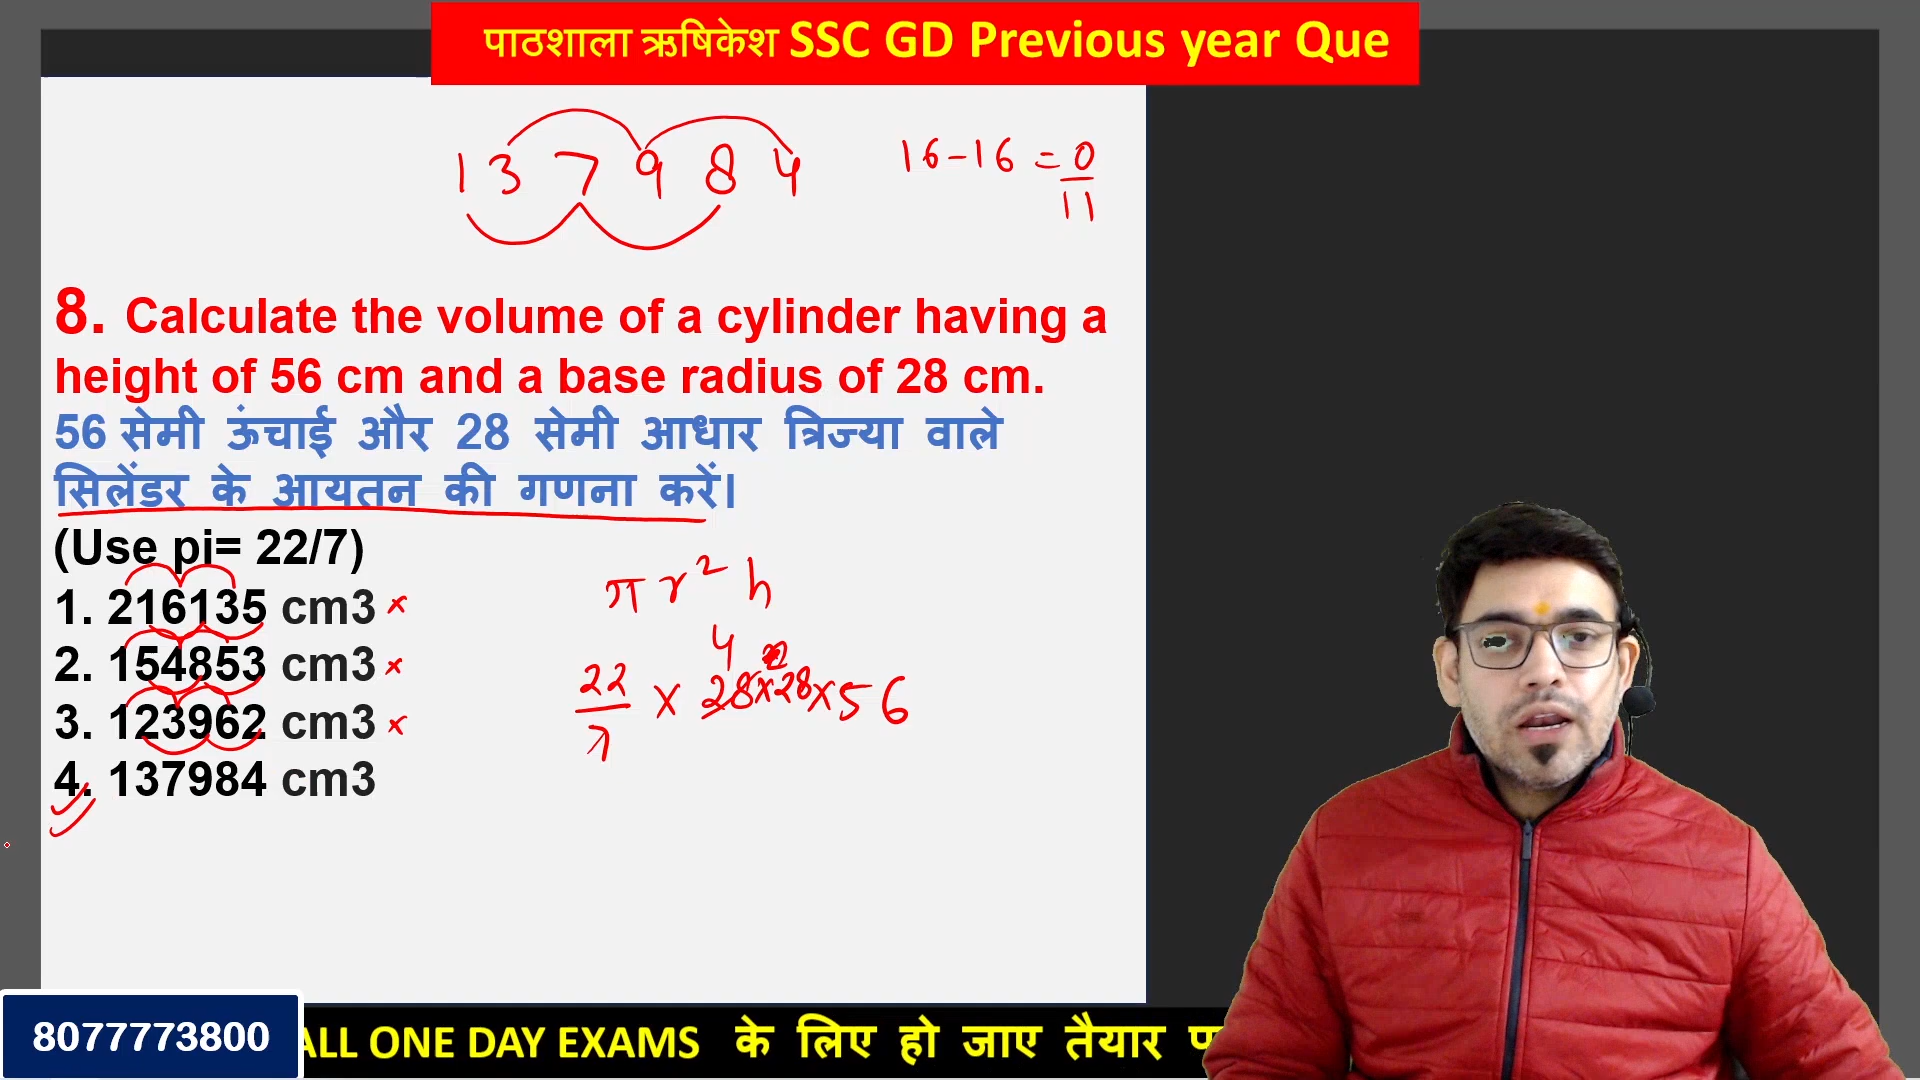 पाठशाला ऋषिकेश SSC GD Previous year Que
1 3 7 9 8 4
16-16 = 0/11
8. Calculate the volume of a cylinder having a
height of 56 cm and a base radius of 28 cm.
56 सेमी ऊंचाई और 28 सेमी आधार त्रिज्या वाले
सिलेंडर के आयतन की गणना करें।
(Use pi= 22/7)
1. 216135 cm3 ×
2. 154853 cm3 ×
3. 123962 cm3 ×
4. 137984 cm3
π r² h
4
22/7 × 28×28×56
8077773800
ALL ONE DAY EXAMS के लिए हो जाए तैयार